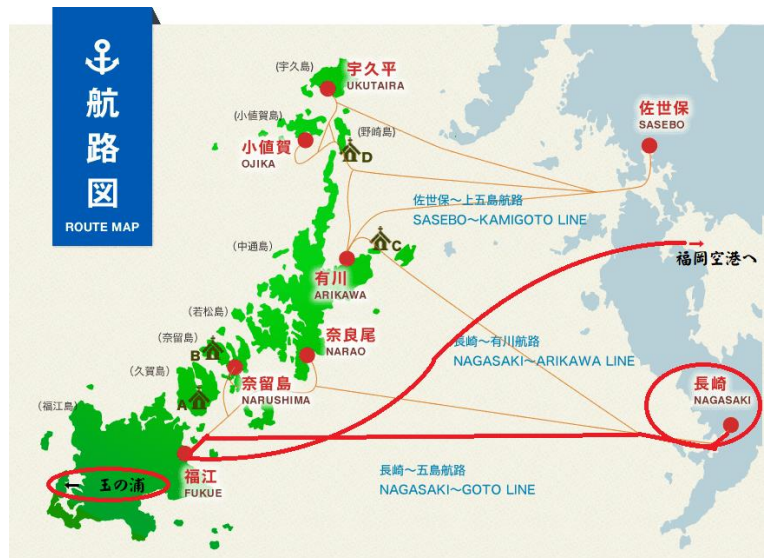 航
路
図
ROUTE MAP
(宇久島)
宇久平
UKUTAIRA
(小値賀島)
小値賀
OJIKA
(野崎島)
D
佐世保
SASEBO
佐世保～上五島航路
SASEBO～KAMIGOTO LINE
(中通島)
C
有川
ARIKAWA
→
福岡空港へ
(若松島)
(奈留島)
B
奈良尾
NARAO
長崎～有川航路
NAGASAKI～ARIKAWA LINE
(久賀島)
奈留島
NARUSHIMA
A
長崎
NAGASAKI
(福江島)
福江
FUKUE
← 玉の浦
長崎～五島航路
NAGASAKI～GOTO LINE